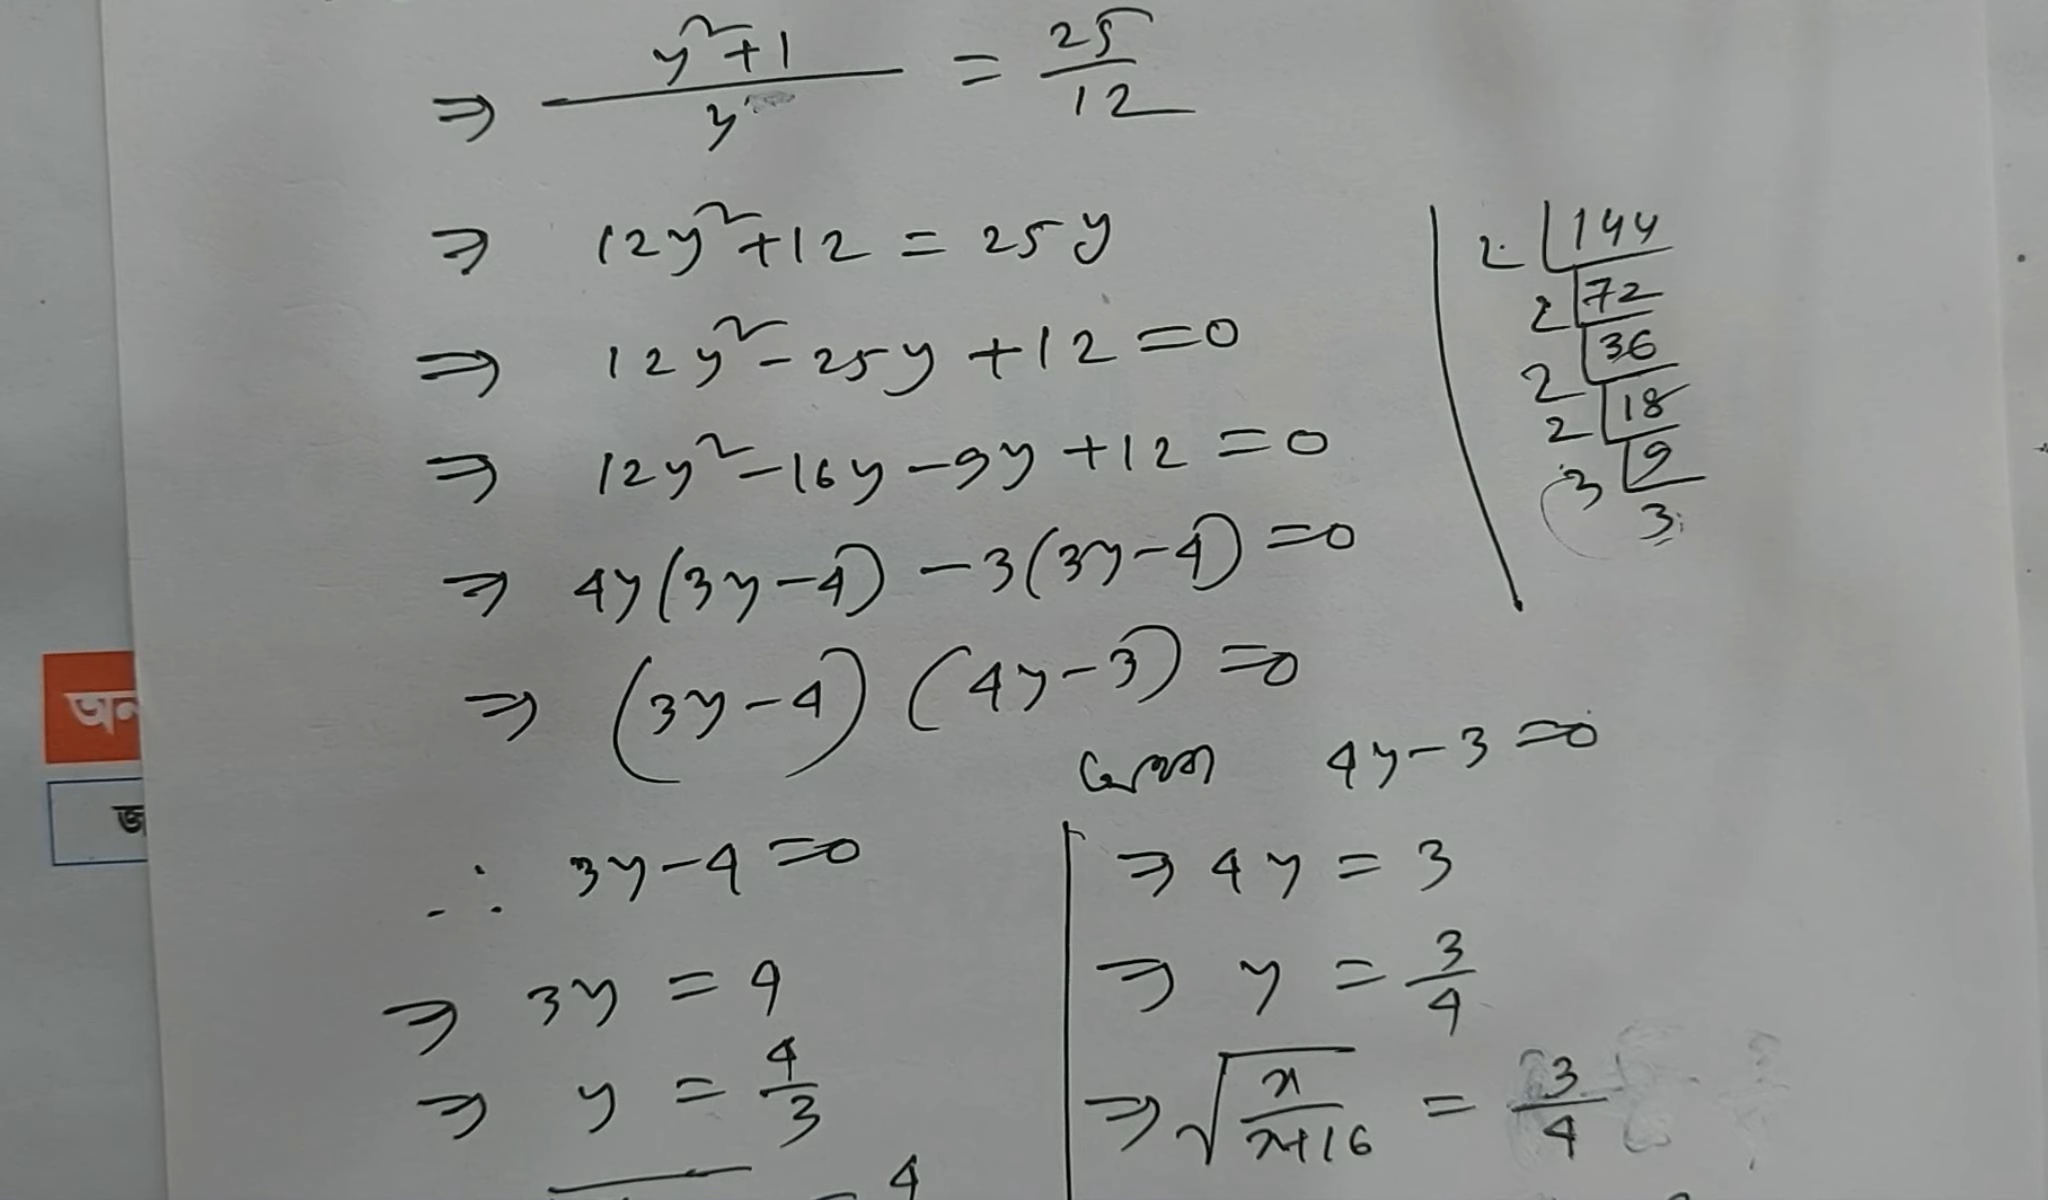 ⇒ (y²+1)/y = 25/12
⇒ 12y²+12 = 25y
⇒ 12y²-25y+12=0
⇒ 12y²-16y-9y+12=0
⇒ 4y(3y-4)-3(3y-4)=0
⇒ (3y-4)(4y-3)=0
2 144
2 72
2 36
2 18
3 9
3
অন
জ
∴ 3y-4=0
⇒ 3y = 4
⇒ y = 4/3
4
4y-3=0
⇒ 4y = 3
⇒ y = 3/4
⇒ √(x/(x+16)) = 3/4